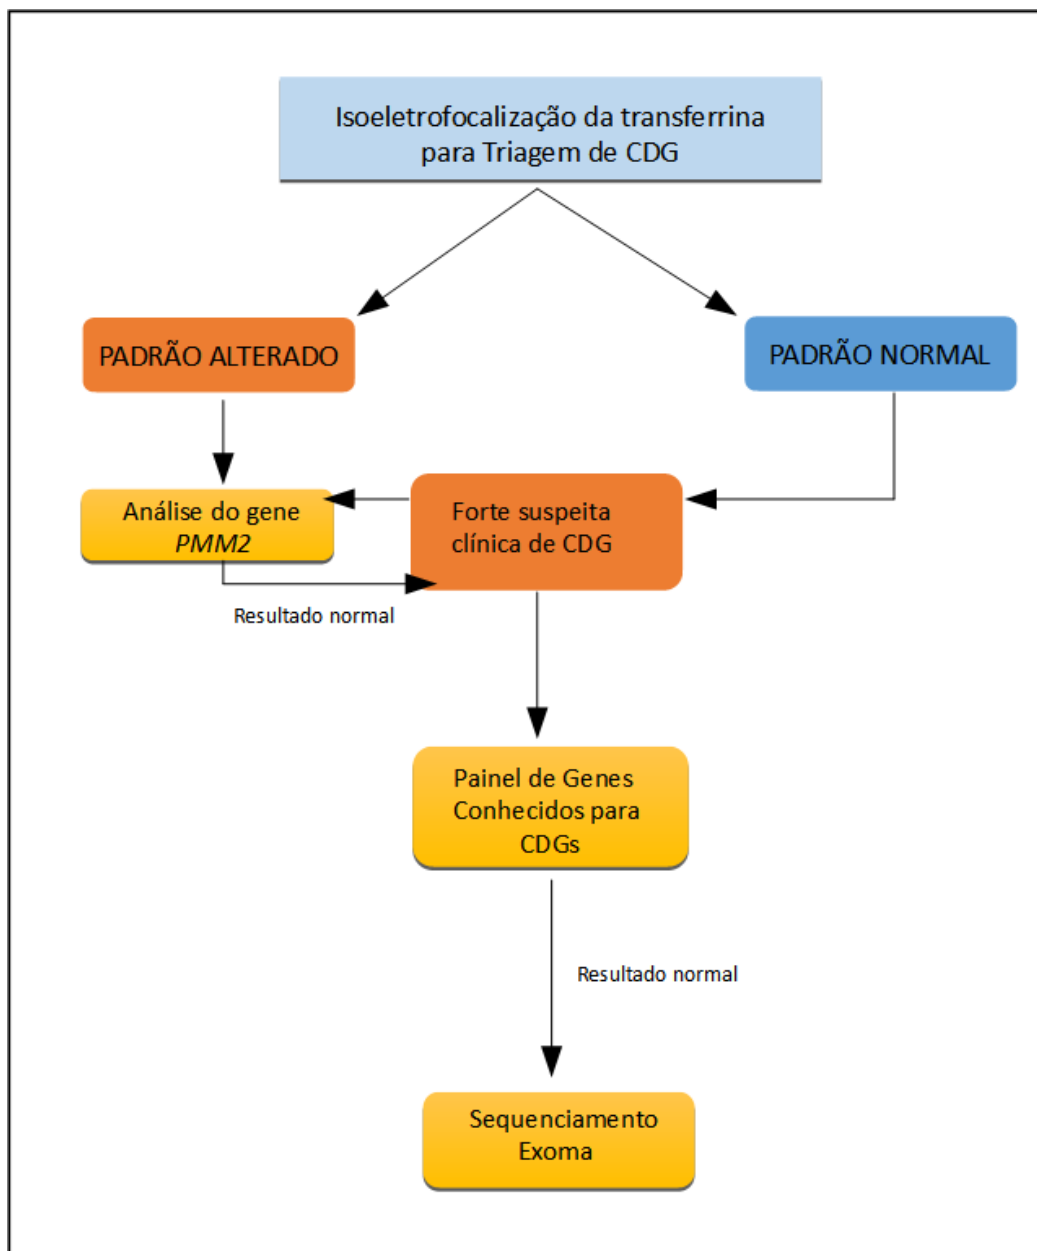 Isoeletrofocalização da transferrina
para Triagem de CDG
PADRÃO ALTERADO
PADRÃO NORMAL
Análise do gene
PMM2
Forte suspeita
clínica de CDG
Resultado normal
Painel de Genes
Conhecidos para
CDGs
Resultado normal
Sequenciamento
Exoma